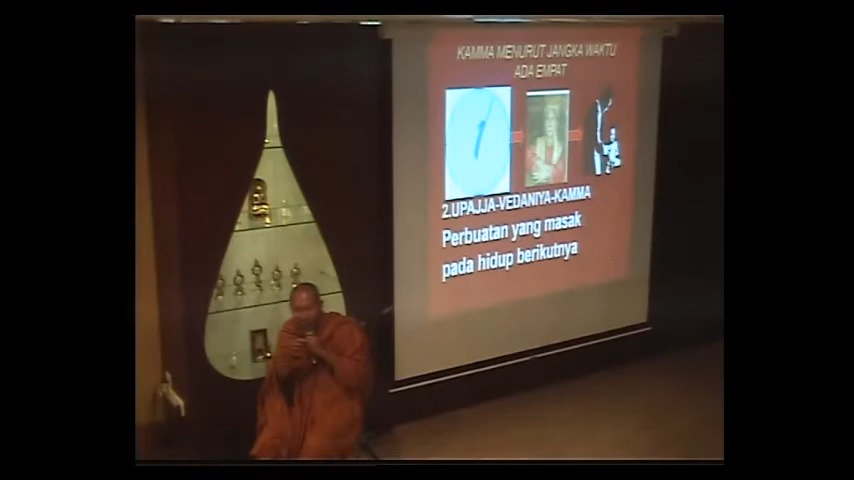 KAMMA MENURUT JANGKA WAKTU
ADA EMPAT
2.UPAJJA-VEDANIYA-KAMMA
Perbuatan yang masak
pada hidup berikutnya